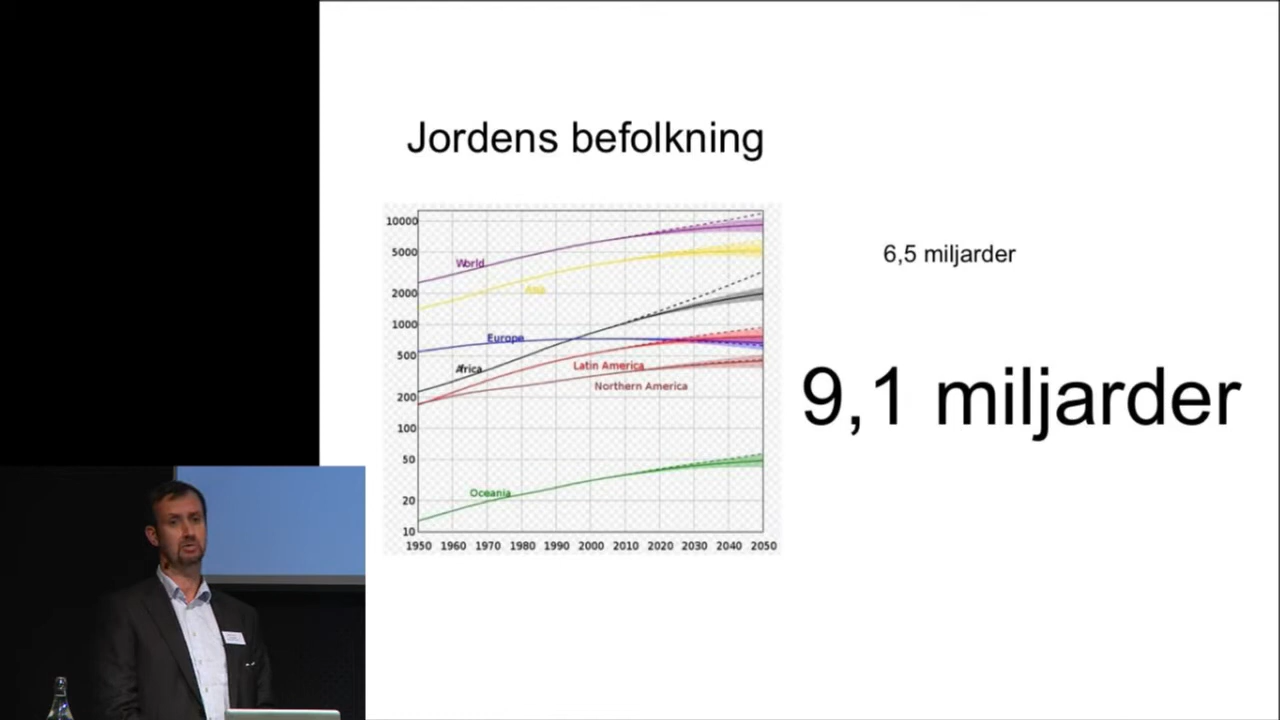 Jordens befolkning
10000
5000
2000
1000
500
200
100
50
20
10
World
Asia
Europe
Africa
Latin America
Northern America
Oceania
1950 1960 1970 1980 1990 2000 2010 2020 2030 2040 2050
6,5 miljarder
9,1 miljarder